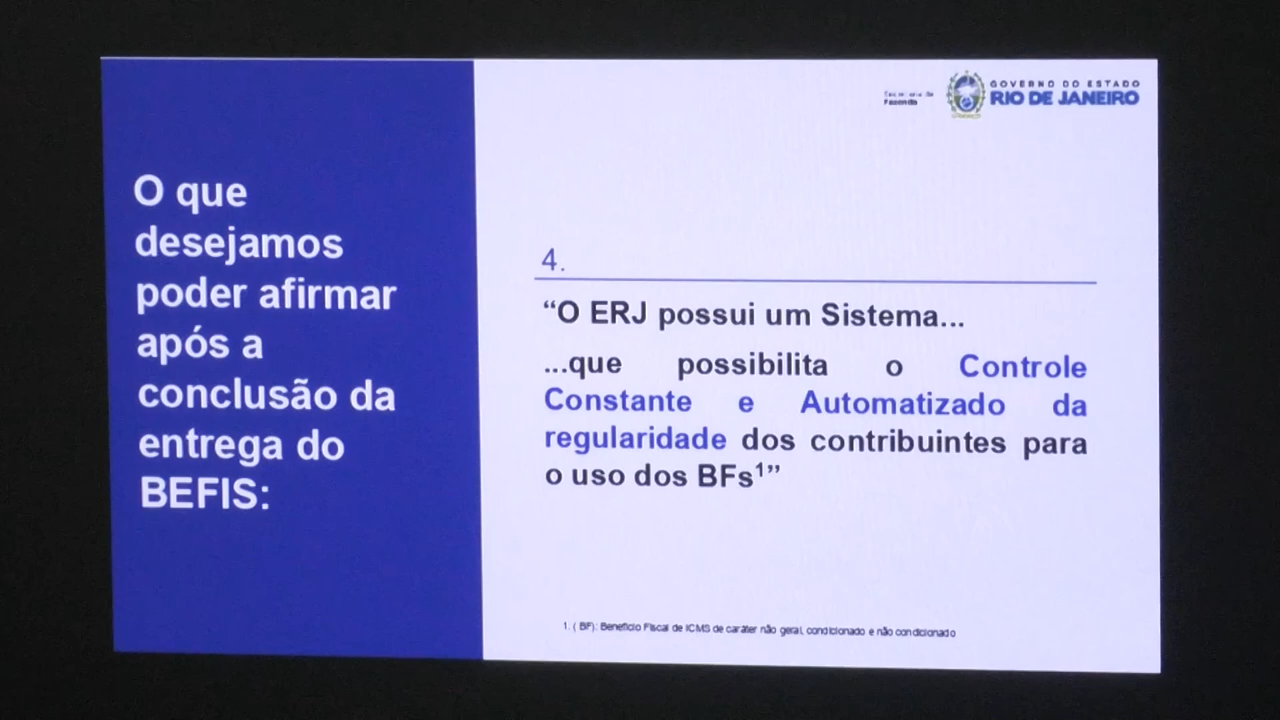 O que
desejamos
poder afirmar
após a
conclusão da
entrega do
BEFIS:
Fazenda
GOVERNO DO ESTADO
RIO DE JANEIRO
4.
“O ERJ possui um Sistema...
...que possibilita o Controle
Constante e Automatizado da
regularidade dos contribuintes para
o uso dos BFs¹”
1. ( BF): Benefício Fiscal de ICMS de caráter não geral, condicionado e não condicionado